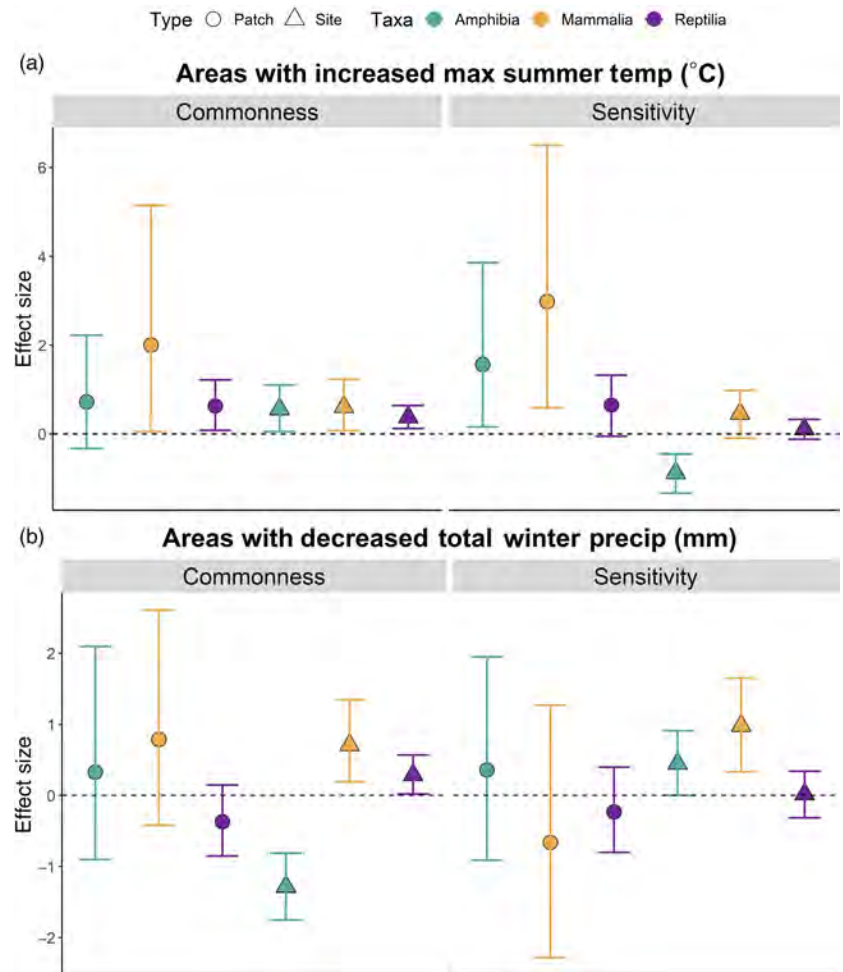 Type Patch Site Taxa Amphibia Mammalia Reptilia
(a) Areas with increased max summer temp (°C)
Commonness Sensitivity
Effect size
6
4
2
0
(b) Areas with decreased total winter precip (mm)
Commonness Sensitivity
Effect size
2
1
0
−1
−2